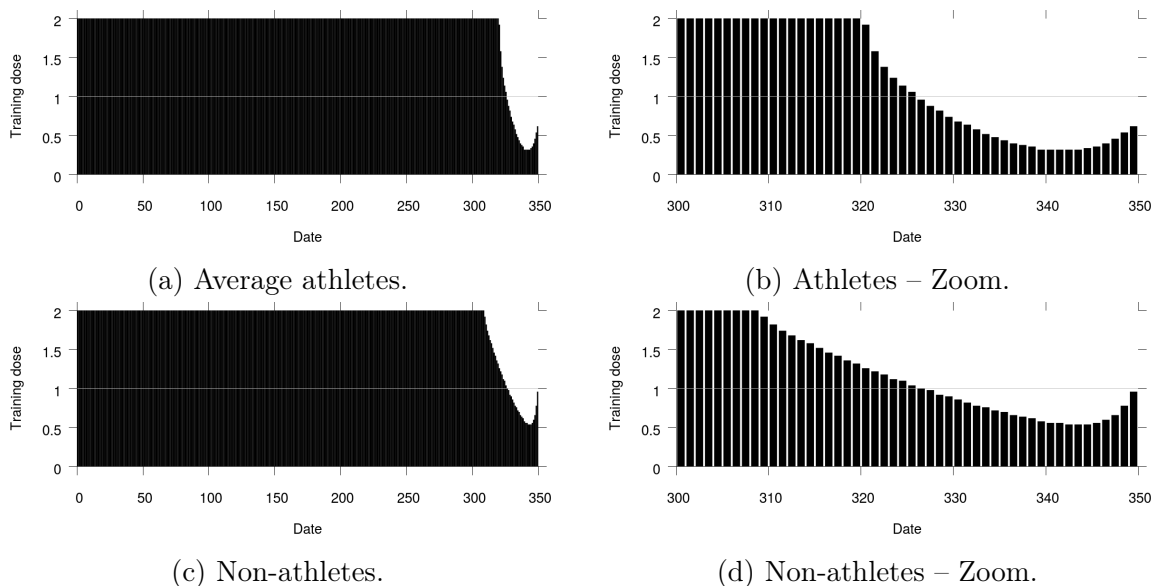 2
1.5
1
0.5
0
Training dose
0 50 100 150 200 250 300 350
Date
(a) Average athletes.
2
1.5
1
0.5
0
Training dose
300 310 320 330 340 350
Date
(b) Athletes – Zoom.
2
1.5
1
0.5
0
Training dose
0 50 100 150 200 250 300 350
Date
(c) Non-athletes.
2
1.5
1
0.5
0
Training dose
300 310 320 330 340 350
Date
(d) Non-athletes – Zoom.